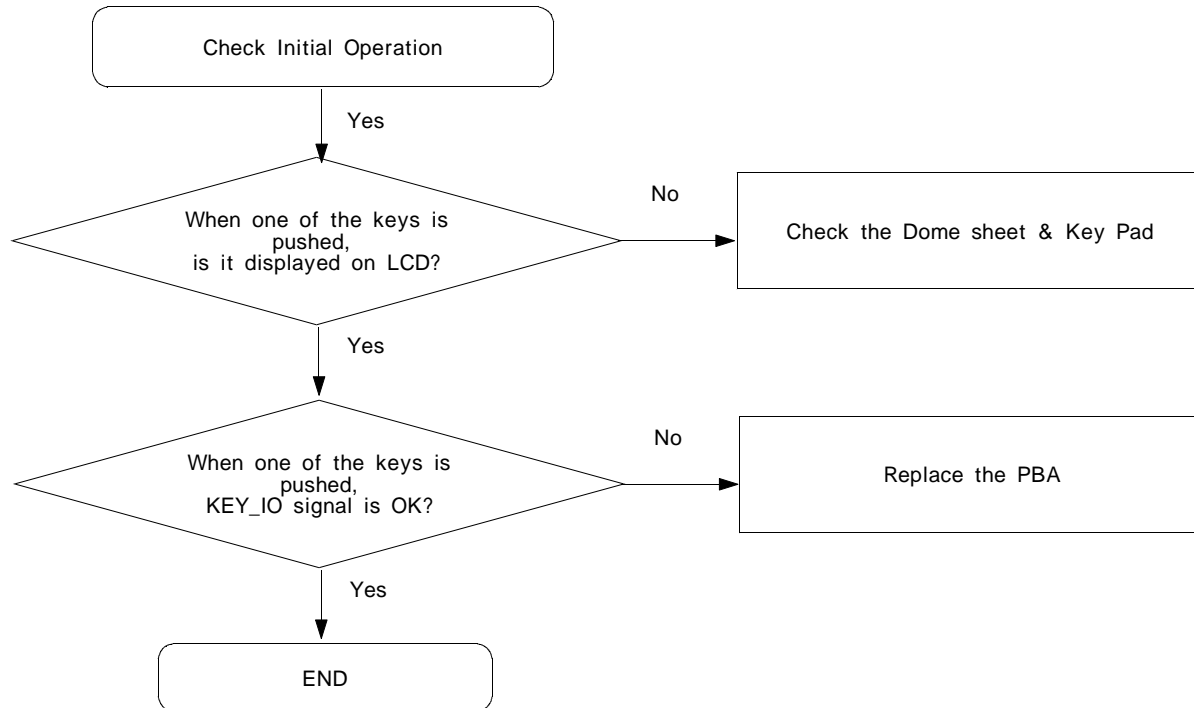 Check Initial Operation
Yes
When one of the keys is
pushed,
is it displayed on LCD?
No
Check the Dome sheet & Key Pad
Yes
When one of the keys is
pushed,
KEY_IO signal is OK?
No
Replace the PBA
Yes
END